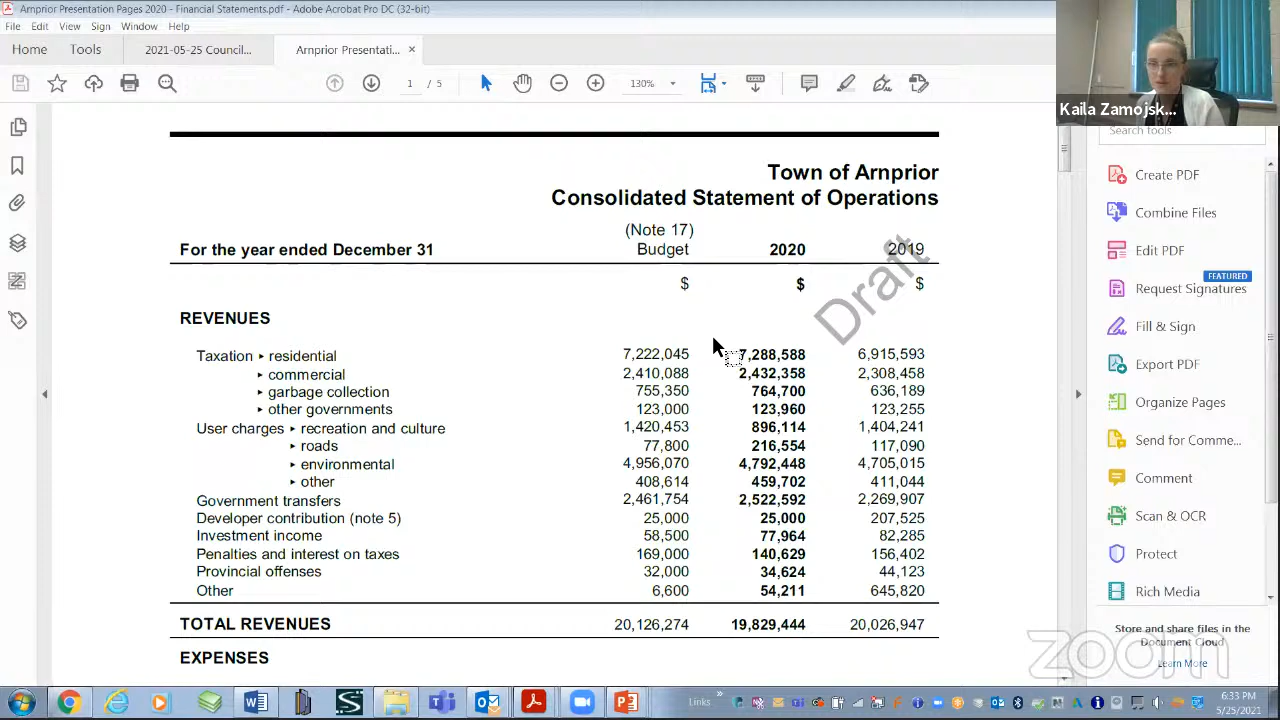 Arnprior Presentation Pages 2020 - Financial Statements.pdf - Adobe Acrobat Pro DC (32-bit)
File Edit View Sign Window Help
Home Tools 2021-05-25 Council... Arnprior Presentati... ×
1 / 5 130%
Kaila Zamojsk...
Search tools
Town of Arnprior
Consolidated Statement of Operations
(Note 17)
For the year ended December 31 Budget 2020 2019
$ $ $
Draft
REVENUES
Taxation ▸ residential 7,222,045 7,288,588 6,915,593
▸ commercial 2,410,088 2,432,358 2,308,458
▸ garbage collection 755,350 764,700 636,189
▸ other governments 123,000 123,960 123,255
User charges ▸ recreation and culture 1,420,453 896,114 1,404,241
▸ roads 77,800 216,554 117,090
▸ environmental 4,956,070 4,792,448 4,705,015
▸ other 408,614 459,702 411,044
Government transfers 2,461,754 2,522,592 2,269,907
Developer contribution (note 5) 25,000 25,000 207,525
Investment income 58,500 77,964 82,285
Penalties and interest on taxes 169,000 140,629 156,402
Provincial offenses 32,000 34,624 44,123
Other 6,600 54,211 645,820
TOTAL REVENUES 20,126,274 19,829,444 20,026,947
EXPENSES
Create PDF
Combine Files
Edit PDF
FEATURED
Request Signatures
Fill & Sign
Export PDF
Organize Pages
Send for Comme...
Comment
Scan & OCR
Protect
Rich Media
Store and share files in the
Document Cloud
Learn More
zoom
Links »
6:33 PM
5/25/2021